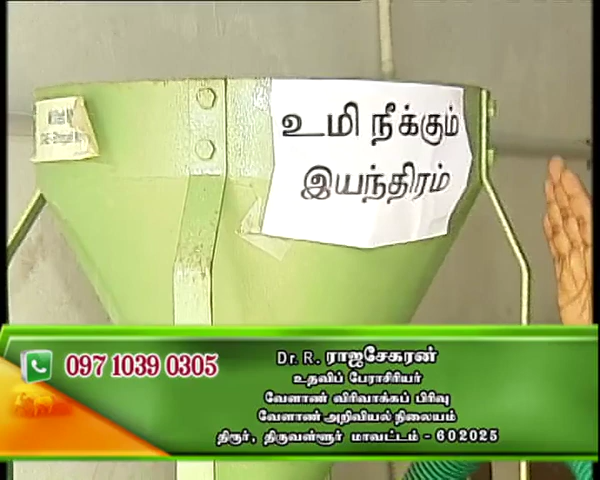 உமி நீக்கும்
இயந்திரம்
097 1039 0305
Dr. R. ராஜசேகரன்
உதவிப் பேராசிரியர்
வேளாண் விரிவாக்கப் பிரிவு
வேளாண் அறிவியல் நிலையம்
திரூர், திருவள்ளூர் மாவட்டம் - 602025